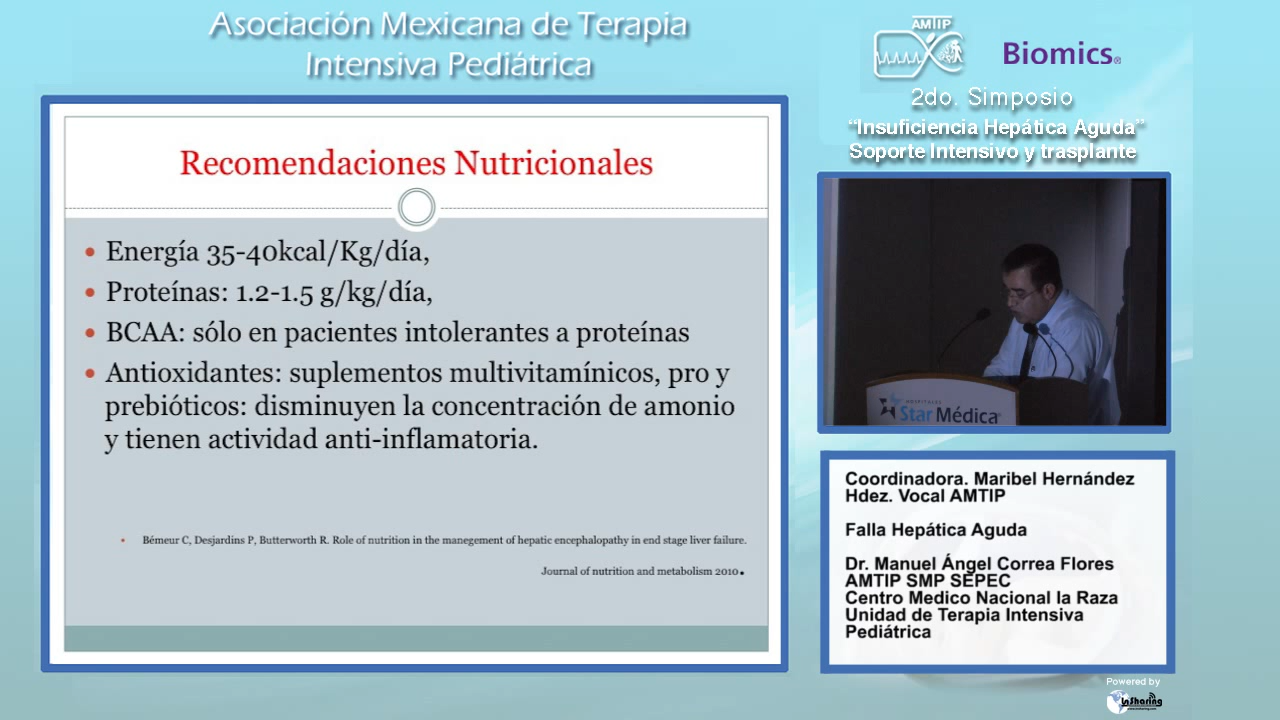 Asociación Mexicana de Terapia
Intensiva Pediátrica
AMTIP
Biomics®
2do. Simposio
“Insuficiencia Hepática Aguda”
Soporte Intensivo y trasplante
Recomendaciones Nutricionales
• Energía 35-40kcal/Kg/día,
• Proteínas: 1.2-1.5 g/kg/día,
• BCAA: sólo en pacientes intolerantes a proteínas
• Antioxidantes: suplementos multivitamínicos, pro y
prebióticos: disminuyen la concentración de amonio
y tienen actividad anti-inflamatoria.
• Bémeur C, Desjardins P, Butterworth R. Role of nutrition in the manegement of hepatic encephalopathy in end stage liver failure.
Journal of nutrition and metabolism 2010.
HOSPITALES
Star Médica
Coordinadora. Maribel Hernández
Hdez. Vocal AMTIP
Falla Hepática Aguda
Dr. Manuel Ángel Correa Flores
AMTIP SMP SEPEC
Centro Medico Nacional la Raza
Unidad de Terapia Intensiva
Pediátrica
Powered by
InSharing